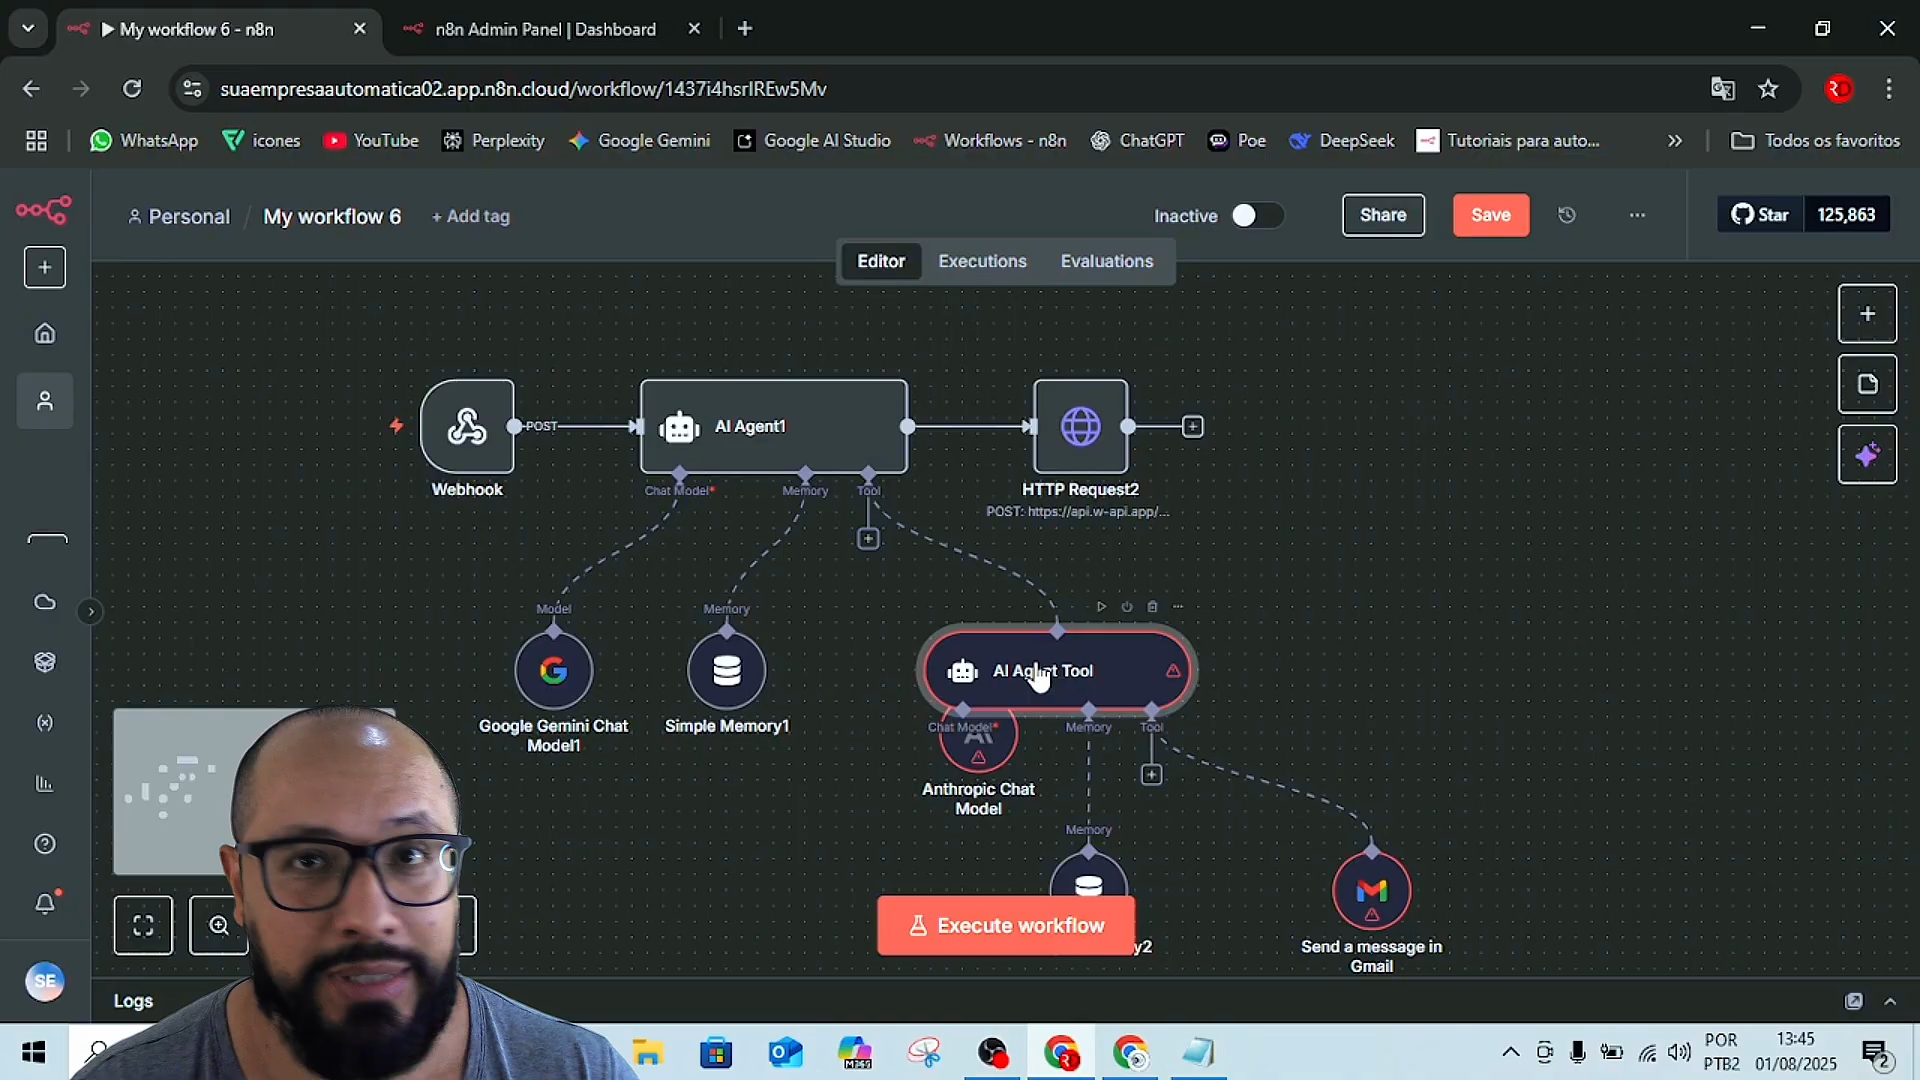 My workflow 6 - n8n
n8n Admin Panel | Dashboard
suaempresaautomatica02.app.n8n.cloud/workflow/1437i4hsrIREw5Mv
WhatsApp
icones
YouTube
Perplexity
Google Gemini
Google AI Studio
Workflows - n8n
ChatGPT
Poe
DeepSeek
Tutoriais para auto...
Todos os favoritos
Personal / My workflow 6 + Add tag
Inactive
Share
Save
Star 125,863
Editor
Executions
Evaluations
POST
AI Agent1
Webhook
Chat Model*
Memory
Tool
HTTP Request2
POST: https://api.w-api.app/...
Model
Memory
AI Agent Tool
Google Gemini Chat
Model1
Simple Memory1
Chat Model*
Memory
Tool
Anthropic Chat
Model
Memory
Execute workflow
y2
Send a message in
Gmail
SE
Logs
POR
PTB2
13:45
01/08/2025
2